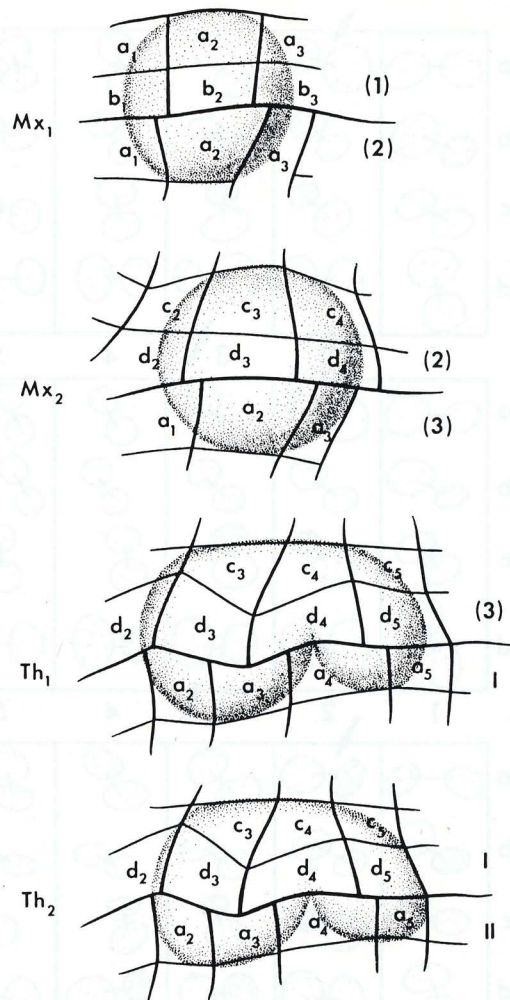 a₁ a₂ a₃
b b₂ b₃ (1)
Mx₁
a₁ a₂ a₃ (2)
c₂ c₃ c₄
d₂ d₃ d₄ (2)
Mx₂
a₁ a₂ a₃ (3)
c₃ c₄ c₅
d₂ d₃ d₄ d₅ (3)
Th₁
a₂ a₃ a₄ a₅ I
c₃ c₄ c₅
d₂ d₃ d₄ d₅ I
Th₂
a₂ a₃ a₄ a₅ II